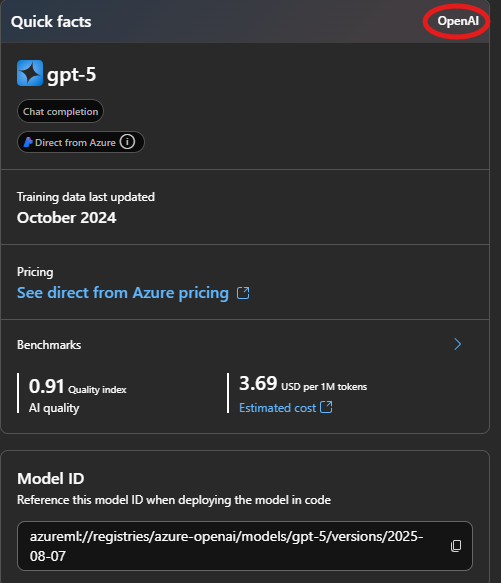 Quick facts
OpenAI
gpt-5
Chat completion
Direct from Azure
Training data last updated
October 2024
Pricing
See direct from Azure pricing
Benchmarks
0.91 Quality index
AI quality
3.69 USD per 1M tokens
Estimated cost
Model ID
Reference this model ID when deploying the model in code
azureml://registries/azure-openai/models/gpt-5/versions/2025-
08-07